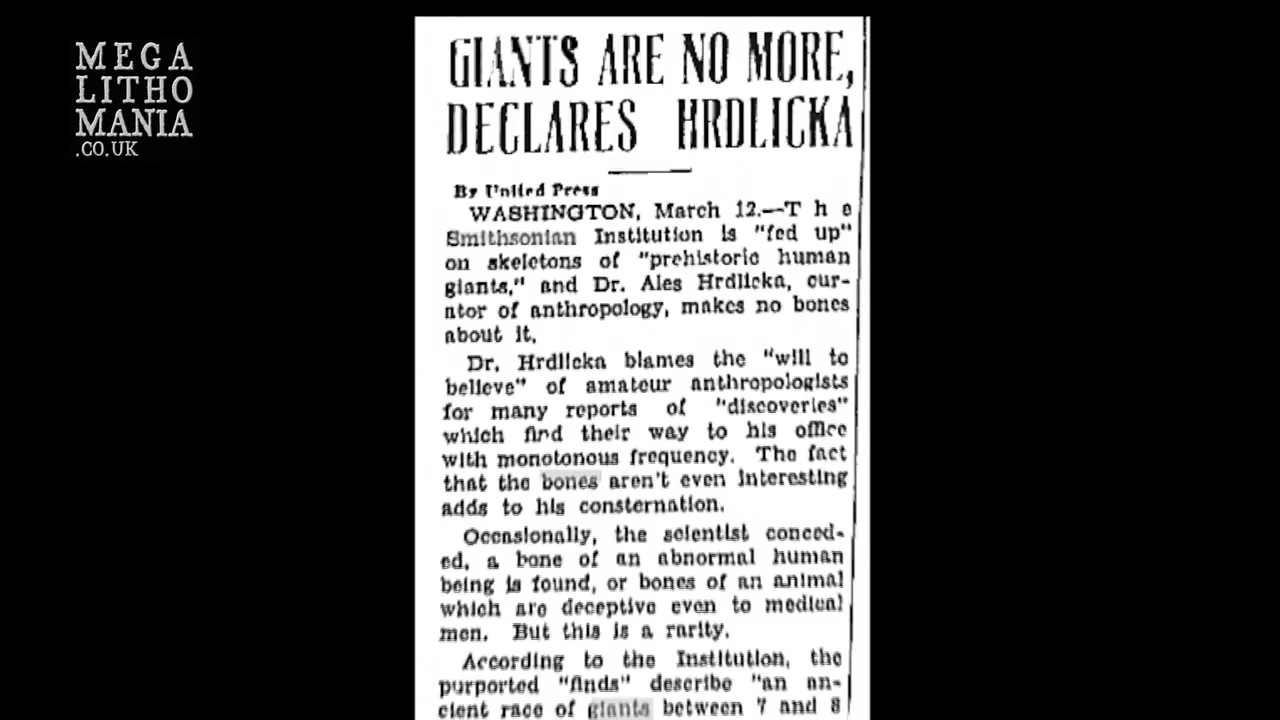 MEGA
LITHO
MANIA
.CO.UK
GIANTS ARE NO MORE,
DECLARES HRDLICKA
By United Press
WASHINGTON, March 12.—The
Smithsonian Institution is "fed up"
on skeletons of "prehistoric human
giants," and Dr. Ales Hrdlicka, cur-
ator of anthropology, makes no bones
about it.
Dr. Hrdlicka blames the "will to
believe" of amateur anthropologists
for many reports of "discoveries"
which find their way to his office
with monotonous frequency. The fact
that the bones aren't even interesting
adds to his consternation.
Occasionally, the scientist conced-
ed, a bone of an abnormal human
being is found, or bones of an animal
which are deceptive even to medical
men. But this is a rarity.
According to the Institution, the
purported "finds" describe "an an-
cient race of giants between 7 and 8